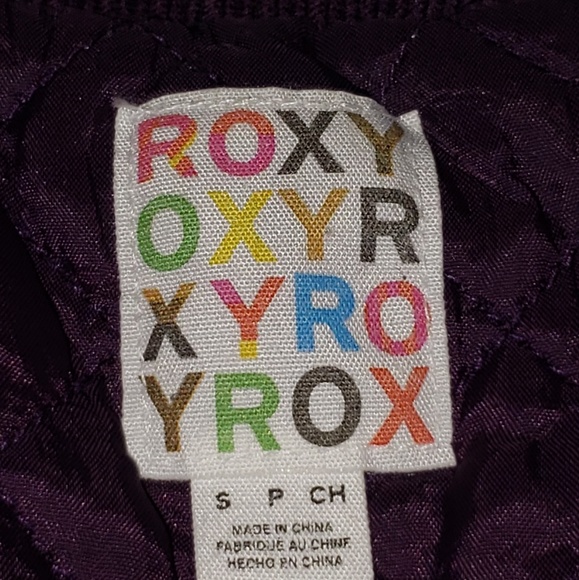 ROXY
OXYR
XYRO
YROX
S P CH
MADE IN CHINA
FABRIQUE AU CHINE
HECHO EN CHINA